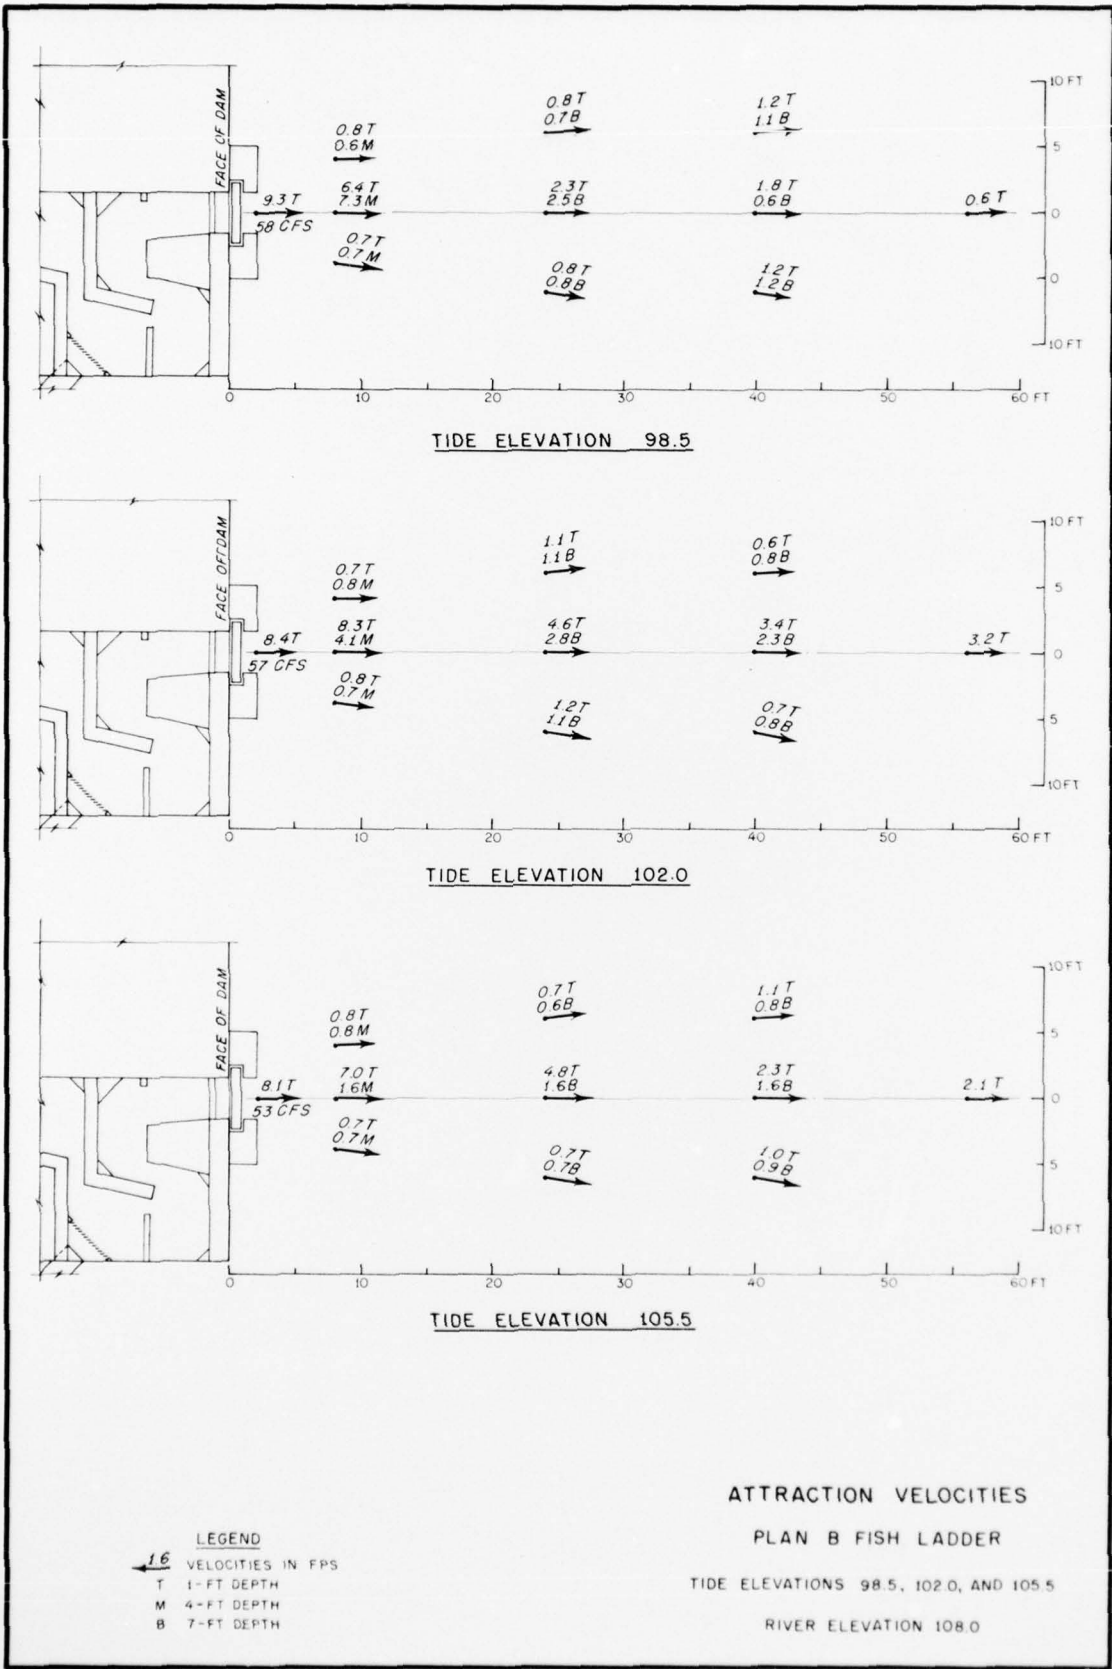 FACE OF DAM
9.3 T
58 CFS
0.8 T
0.6 M
6.4 T
7.3 M
0.7 T
0.7 M
0.8 T
0.7 B
2.3 T
2.5 B
0.8 T
0.8 B
1.2 T
1.1 B
1.8 T
0.6 B
1.2 T
1.2 B
0.6 T
10 FT
5
0
0
10 FT
0 10 20 30 40 50 60 FT
TIDE ELEVATION 98.5
FACE OF DAM
8.4 T
57 CFS
0.7 T
0.8 M
8.3 T
4.1 M
0.8 T
0.7 M
1.1 T
1.1 B
4.6 T
2.8 B
1.2 T
1.1 B
0.6 T
0.8 B
3.4 T
2.3 B
0.7 T
0.8 B
3.2 T
10 FT
5
0
5
10 FT
0 10 20 30 40 50 60 FT
TIDE ELEVATION 102.0
FACE OF DAM
8.1 T
53 CFS
0.8 T
0.8 M
7.0 T
1.6 M
0.7 T
0.7 M
0.7 T
0.6 B
4.8 T
1.6 B
0.7 T
0.7 B
1.1 T
0.8 B
2.3 T
1.6 B
1.0 T
0.9 B
2.1 T
10 FT
5
0
5
10 FT
0 10 20 30 40 50 60 FT
TIDE ELEVATION 105.5
LEGEND
1.6 VELOCITIES IN FPS
T 1-FT DEPTH
M 4-FT DEPTH
B 7-FT DEPTH
ATTRACTION VELOCITIES
PLAN B FISH LADDER
TIDE ELEVATIONS 98.5, 102.0, AND 105.5
RIVER ELEVATION 108.0